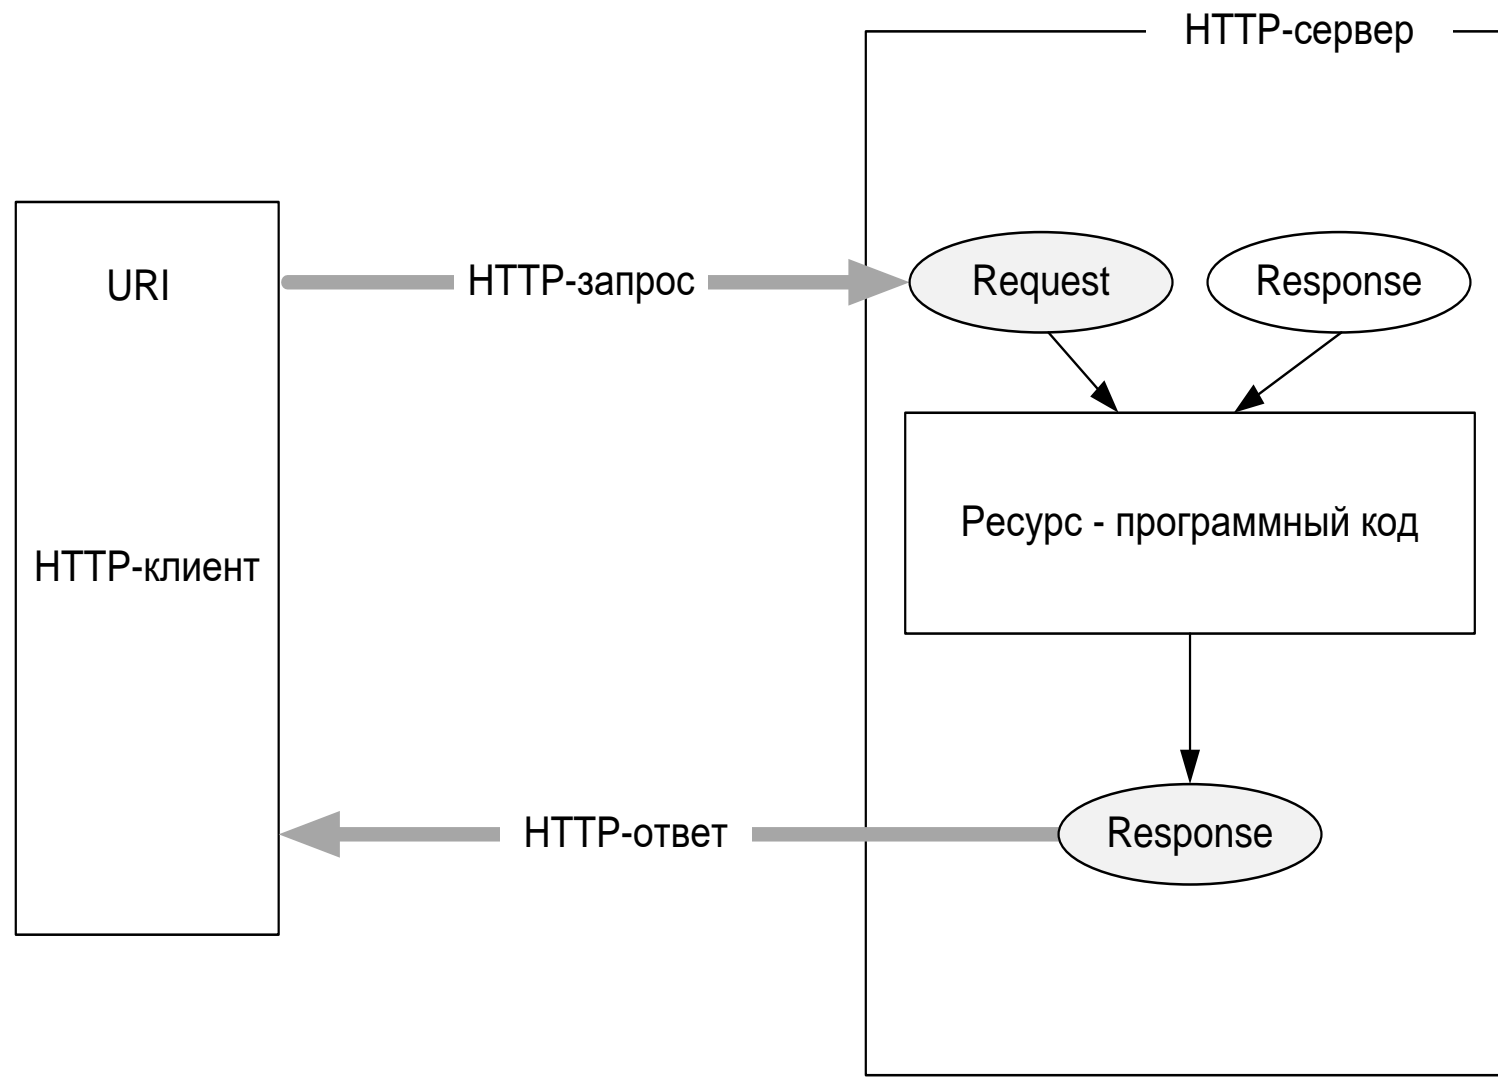 HTTP-сервер
URI
HTTP-запрос
Request
Response
Ресурс - программный код
HTTP-клиент
HTTP-ответ
Response